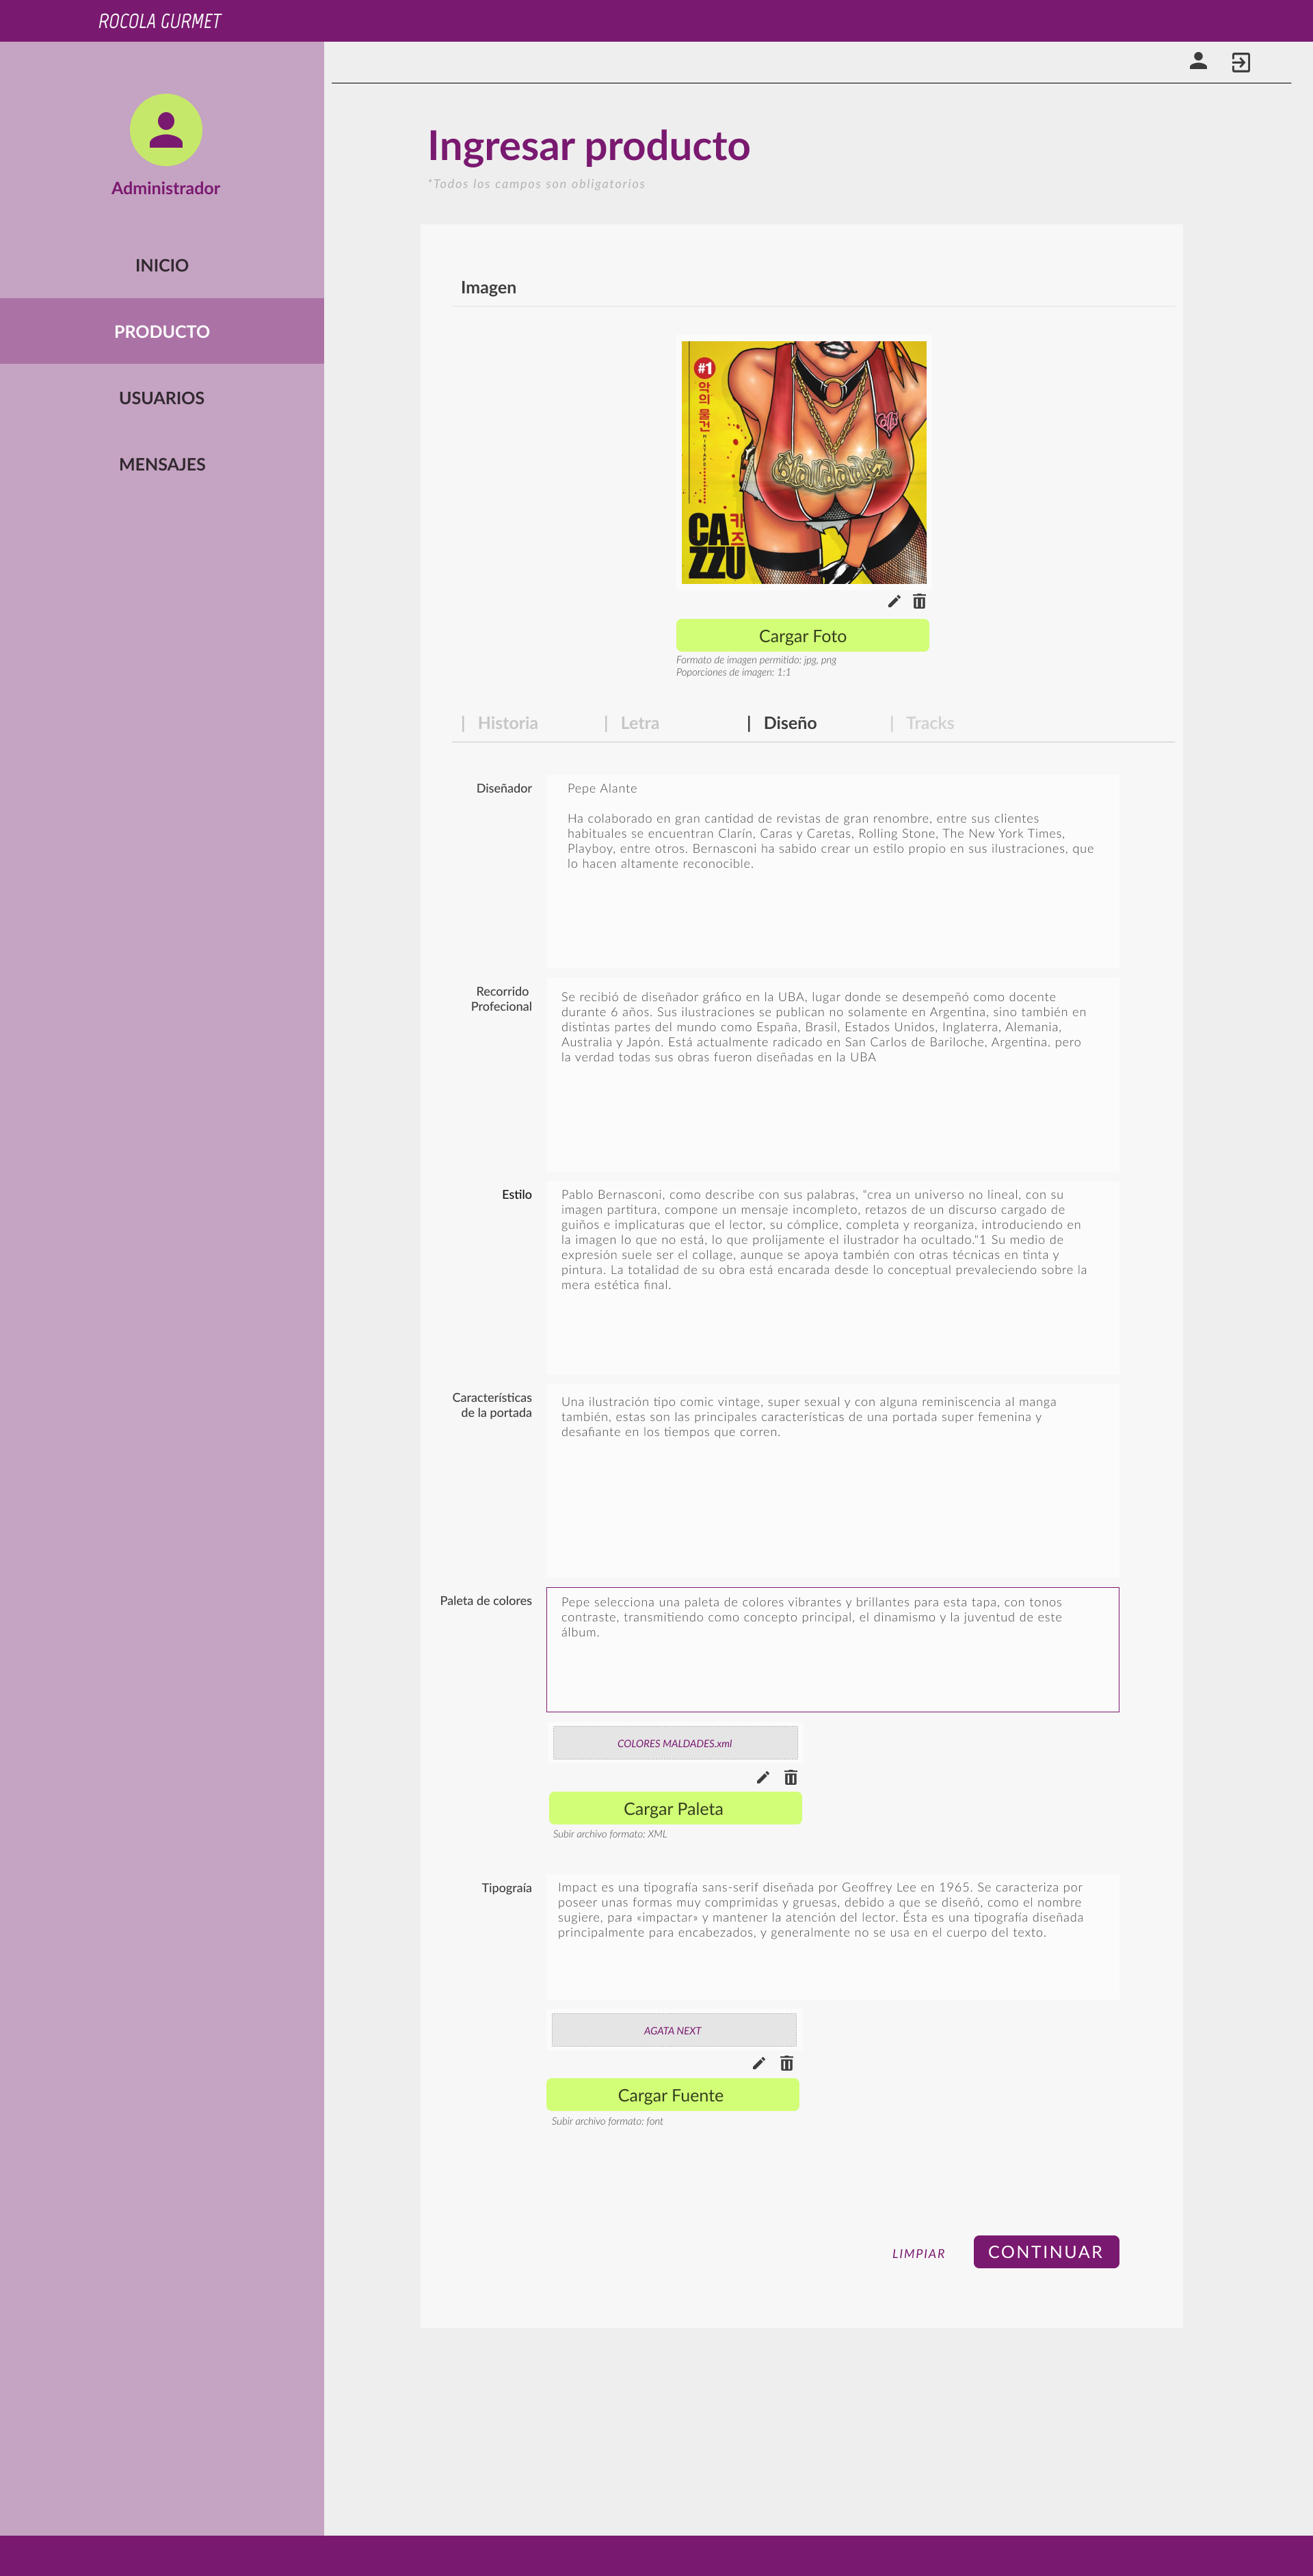 ROCOLA GURMET
Administrador
INICIO
PRODUCTO
USUARIOS
MENSAJES
Ingresar producto
*Todos los campos son obligatorios
Imagen
#1
악의 물건
MIXTAPE
CAZZU
카즈
Maldades
Cargar Foto
Formato de imagen permitido: jpg, png
Poporciones de imagen: 1:1
| Historia | Letra | Diseño | Tracks
Diseñador
Pepe Alante
Ha colaborado en gran cantidad de revistas de gran renombre, entre sus clientes
habituales se encuentran Clarín, Caras y Caretas, Rolling Stone, The New York Times,
Playboy, entre otros. Bernasconi ha sabido crear un estilo propio en sus ilustraciones, que
lo hacen altamente reconocible.
Recorrido
Profecional
Se recibió de diseñador gráfico en la UBA, lugar donde se desempeñó como docente
durante 6 años. Sus ilustraciones se publican no solamente en Argentina, sino también en
distintas partes del mundo como España, Brasil, Estados Unidos, Inglaterra, Alemania,
Australia y Japón. Está actualmente radicado en San Carlos de Bariloche, Argentina. pero
la verdad todas sus obras fueron diseñadas en la UBA
Estilo
Pablo Bernasconi, como describe con sus palabras, "crea un universo no lineal, con su
imagen partitura, compone un mensaje incompleto, retazos de un discurso cargado de
guiños e implicaturas que el lector, su cómplice, completa y reorganiza, introduciendo en
la imagen lo que no está, lo que prolijamente el ilustrador ha ocultado."1 Su medio de
expresión suele ser el collage, aunque se apoya también con otras técnicas en tinta y
pintura. La totalidad de su obra está encarada desde lo conceptual prevaleciendo sobre la
mera estética final.
Características
de la portada
Una ilustración tipo comic vintage, super sexual y con alguna reminiscencia al manga
también, estas son las principales características de una portada super femenina y
desafiante en los tiempos que corren.
Paleta de colores
Pepe selecciona una paleta de colores vibrantes y brillantes para esta tapa, con tonos
contraste, transmitiendo como concepto principal, el dinamismo y la juventud de este
álbum.
COLORES MALDADES.xml
Cargar Paleta
Subir archivo formato: XML
Tipograía
Impact es una tipografía sans-serif diseñada por Geoffrey Lee en 1965. Se caracteriza por
poseer unas formas muy comprimidas y gruesas, debido a que se diseñó, como el nombre
sugiere, para «impactar» y mantener la atención del lector. Ésta es una tipografía diseñada
principalmente para encabezados, y generalmente no se usa en el cuerpo del texto.
AGATA NEXT
Cargar Fuente
Subir archivo formato: font
LIMPIAR
CONTINUAR